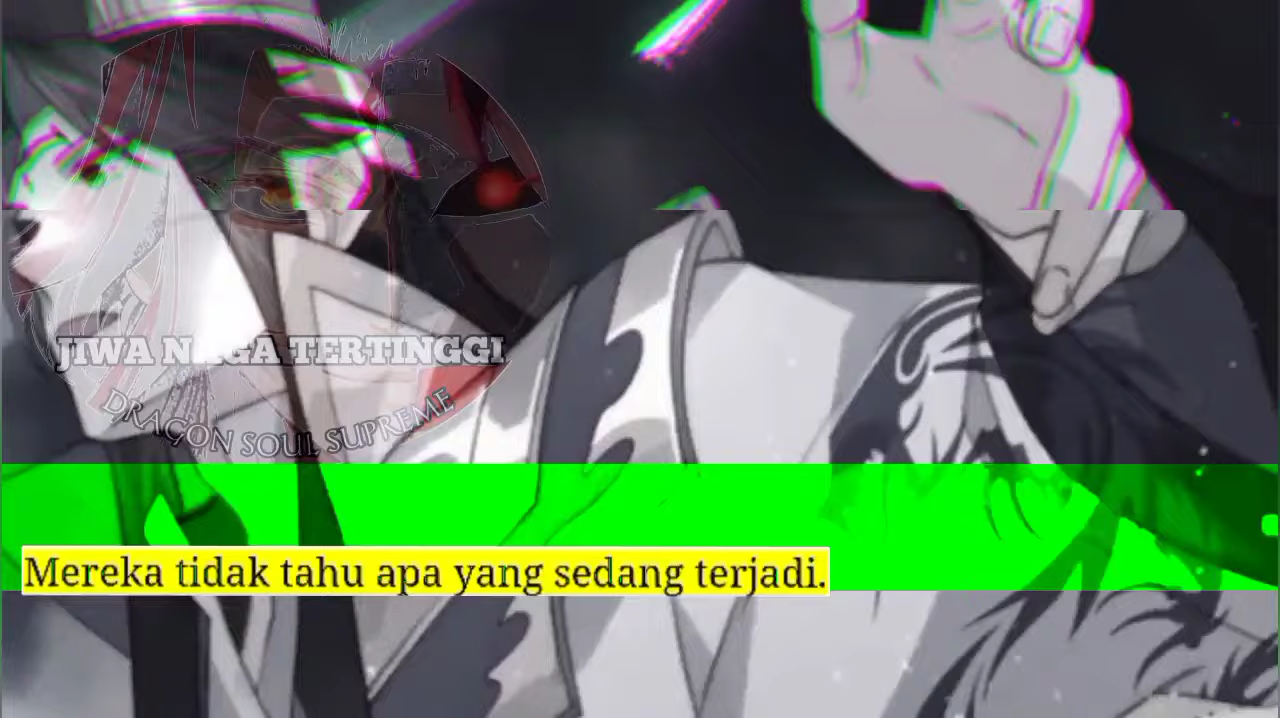 JIWA NAGA TERTINGGI
DRAGON SOUL SUPREME
Mereka tidak tahu apa yang sedang terjadi.